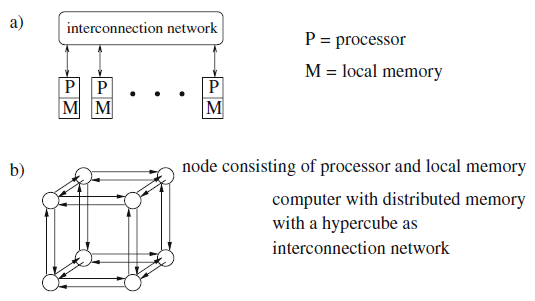 a)
interconnection network
P P P
M M M
P = processor
M = local memory
b)
node consisting of processor and local memory
computer with distributed memory
with a hypercube as
interconnection network